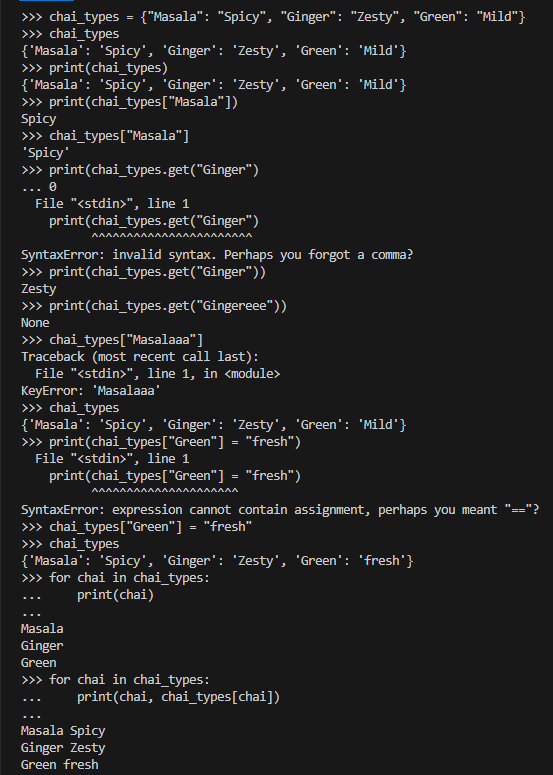 >>> chai_types = {"Masala": "Spicy", "Ginger": "Zesty", "Green": "Mild"}
>>> chai_types
{'Masala': 'Spicy', 'Ginger': 'Zesty', 'Green': 'Mild'}
>>> print(chai_types)
{'Masala': 'Spicy', 'Ginger': 'Zesty', 'Green': 'Mild'}
>>> print(chai_types["Masala"])
Spicy
>>> chai_types["Masala"]
'Spicy'
>>> print(chai_types.get("Ginger")
... 0
  File "<stdin>", line 1
    print(chai_types.get("Ginger")
          ^^^^^^^^^^^^^^^^^^^^^^^^
SyntaxError: invalid syntax. Perhaps you forgot a comma?
>>> print(chai_types.get("Ginger"))
Zesty
>>> print(chai_types.get("Gingereee"))
None
>>> chai_types["Masalaaa"]
Traceback (most recent call last):
  File "<stdin>", line 1, in <module>
KeyError: 'Masalaaa'
>>> chai_types
{'Masala': 'Spicy', 'Ginger': 'Zesty', 'Green': 'Mild'}
>>> print(chai_types["Green"] = "fresh")
  File "<stdin>", line 1
    print(chai_types["Green"] = "fresh")
          ^^^^^^^^^^^^^^^^^^^^^
SyntaxError: expression cannot contain assignment, perhaps you meant "=="?
>>> chai_types["Green"] = "fresh"
>>> chai_types
{'Masala': 'Spicy', 'Ginger': 'Zesty', 'Green': 'fresh'}
>>> for chai in chai_types:
...     print(chai)
...
Masala
Ginger
Green
>>> for chai in chai_types:
...     print(chai, chai_types[chai])
...
Masala Spicy
Ginger Zesty
Green fresh